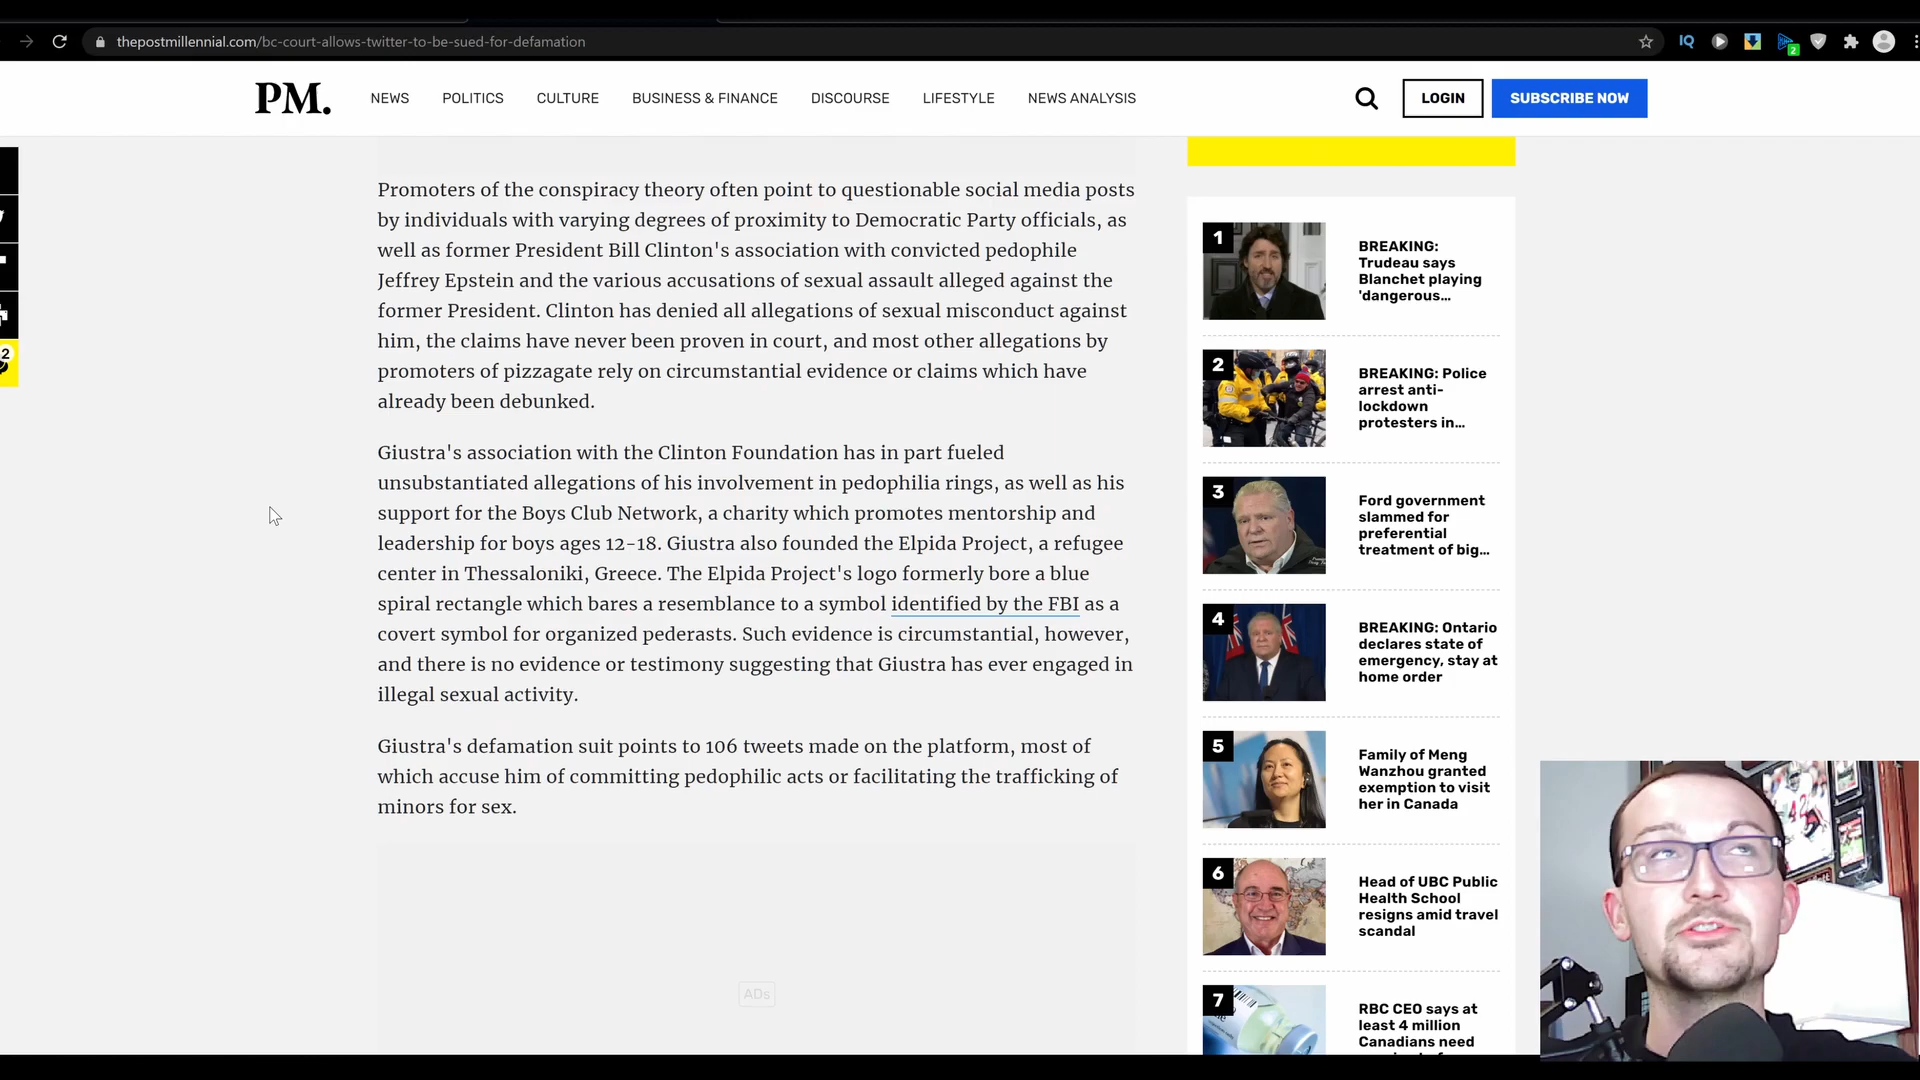 thepostmillennial.com/bc-court-allows-twitter-to-be-sued-for-defamation
IQ
2
PM.
NEWS
POLITICS
CULTURE
BUSINESS & FINANCE
DISCOURSE
LIFESTYLE
NEWS ANALYSIS
LOGIN
SUBSCRIBE NOW
2
Promoters of the conspiracy theory often point to questionable social media posts
by individuals with varying degrees of proximity to Democratic Party officials, as
well as former President Bill Clinton's association with convicted pedophile
Jeffrey Epstein and the various accusations of sexual assault alleged against the
former President. Clinton has denied all allegations of sexual misconduct against
him, the claims have never been proven in court, and most other allegations by
promoters of pizzagate rely on circumstantial evidence or claims which have
already been debunked.
Giustra's association with the Clinton Foundation has in part fueled
unsubstantiated allegations of his involvement in pedophilia rings, as well as his
support for the Boys Club Network, a charity which promotes mentorship and
leadership for boys ages 12-18. Giustra also founded the Elpida Project, a refugee
center in Thessaloniki, Greece. The Elpida Project's logo formerly bore a blue
spiral rectangle which bares a resemblance to a symbol identified by the FBI as a
covert symbol for organized pederasts. Such evidence is circumstantial, however,
and there is no evidence or testimony suggesting that Giustra has ever engaged in
illegal sexual activity.
Giustra's defamation suit points to 106 tweets made on the platform, most of
which accuse him of committing pedophilic acts or facilitating the trafficking of
minors for sex.
ADs
1
BREAKING:
Trudeau says
Blanchet playing
'dangerous...
2
BREAKING: Police
arrest anti-
lockdown
protesters in...
3
Ford government
slammed for
preferential
treatment of big...
4
BREAKING: Ontario
declares state of
emergency, stay at
home order
5
Family of Meng
Wanzhou granted
exemption to visit
her in Canada
6
Head of UBC Public
Health School
resigns amid travel
scandal
7
RBC CEO says at
least 4 million
Canadians need